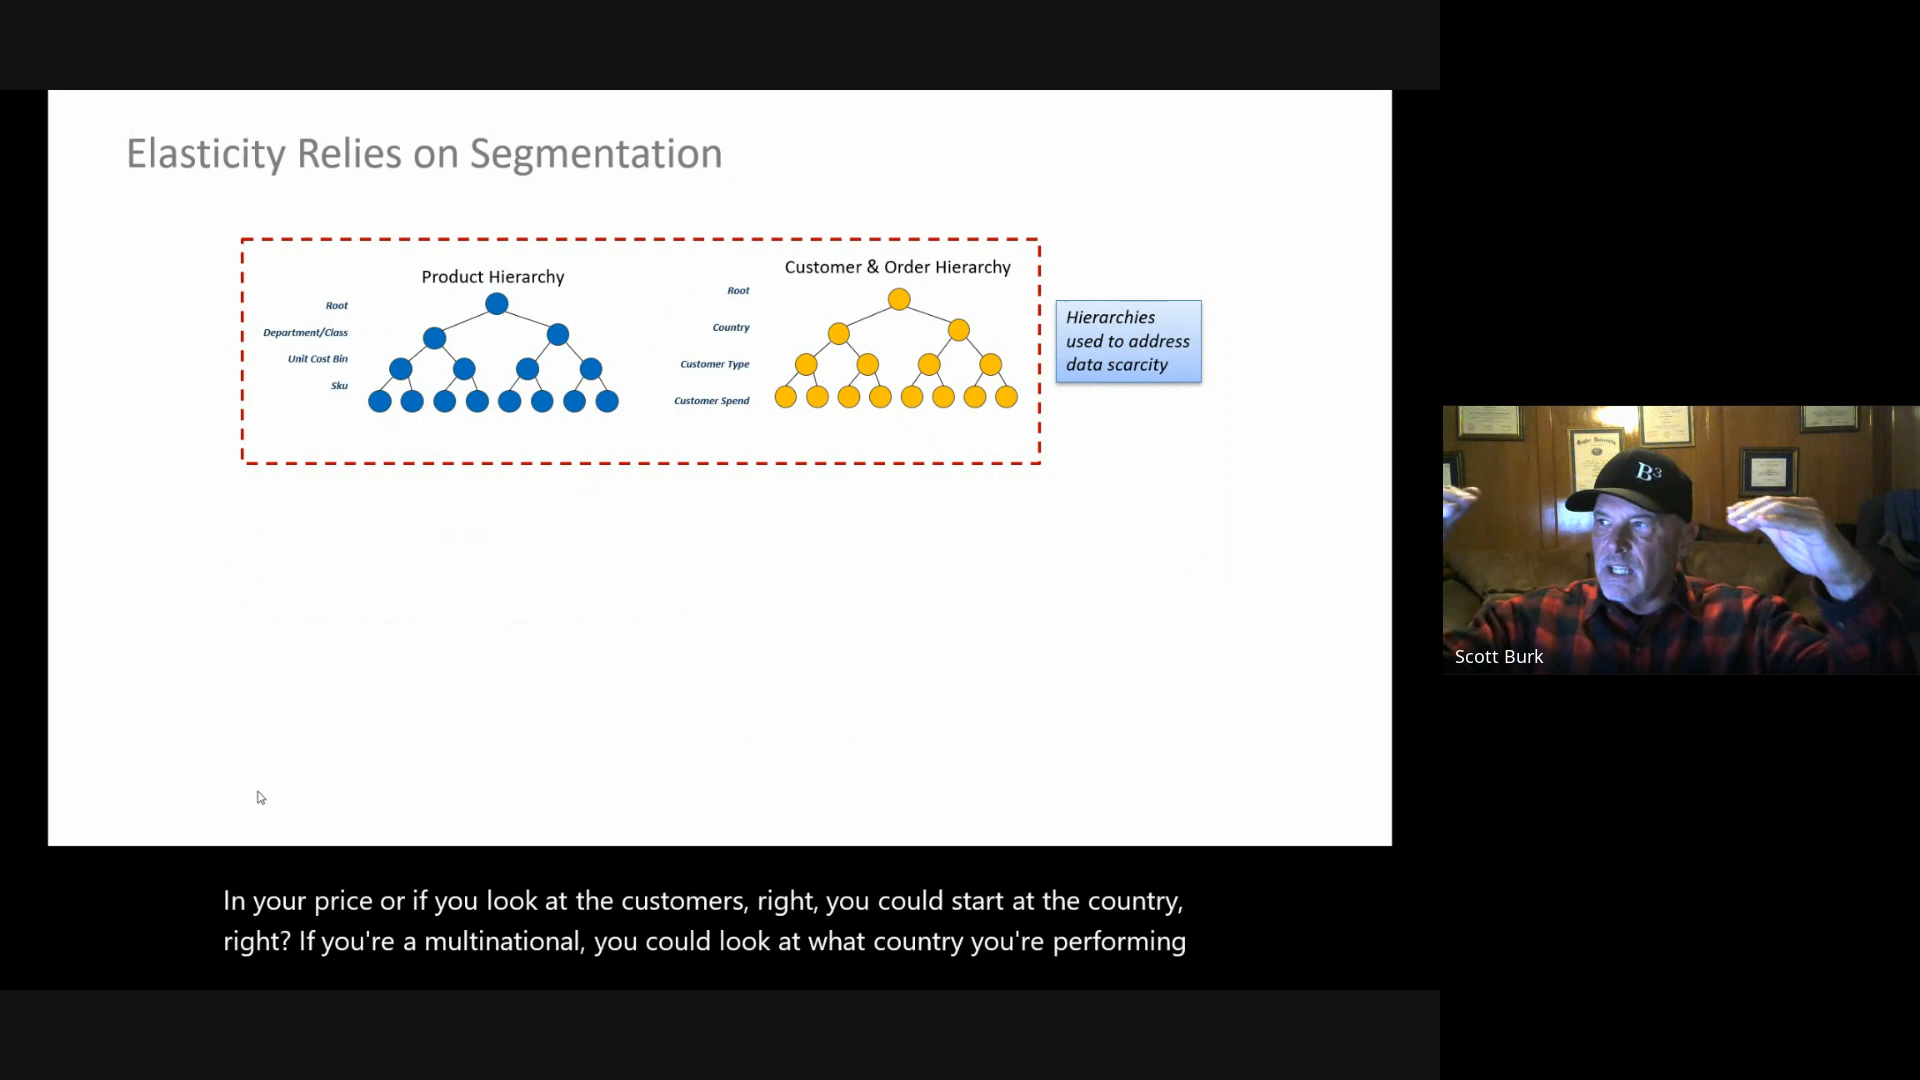 Elasticity Relies on Segmentation
Product Hierarchy
Root
Department/Class
Unit Cost Bin
Sku
Customer & Order Hierarchy
Root
Country
Customer Type
Customer Spend
Hierarchies
used to address
data scarcity
B3
Scott Burk
In your price or if you look at the customers, right, you could start at the country,
right? If you're a multinational, you could look at what country you're performing